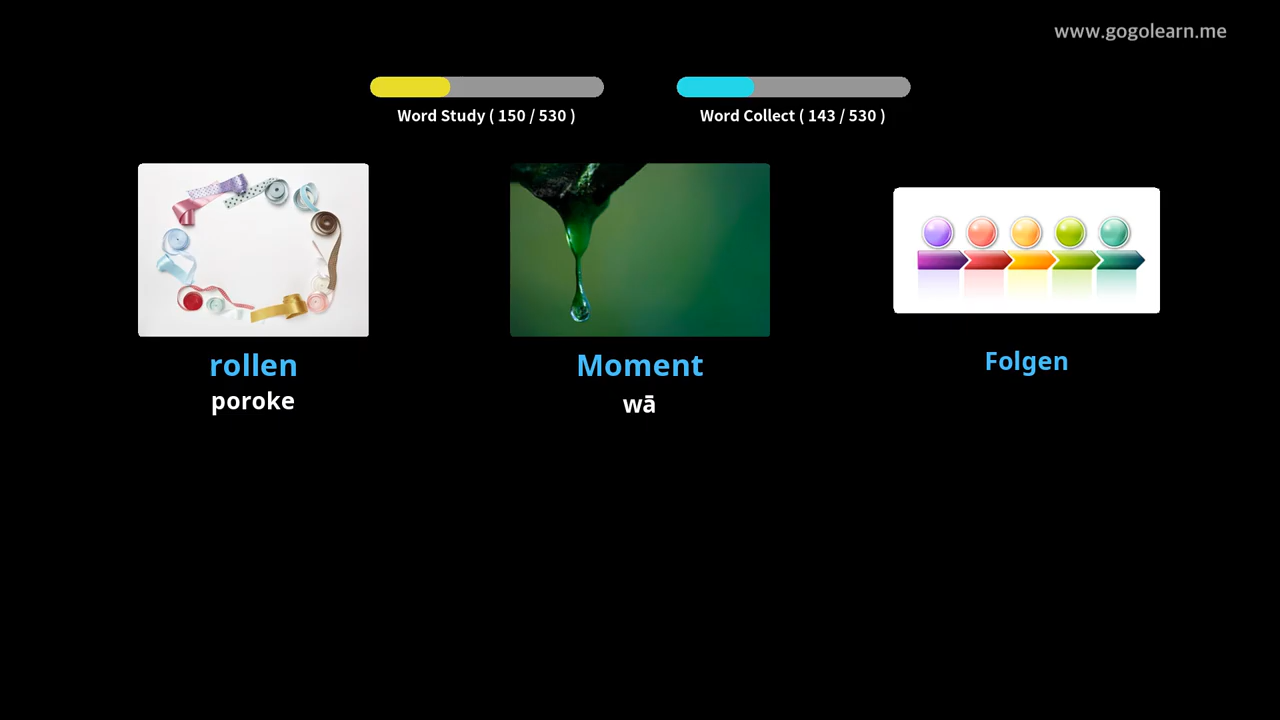 www.gogolearn.me
Word Study ( 150 / 530 )
Word Collect ( 143 / 530 )
rollen
poroke
Moment
wā
Folgen